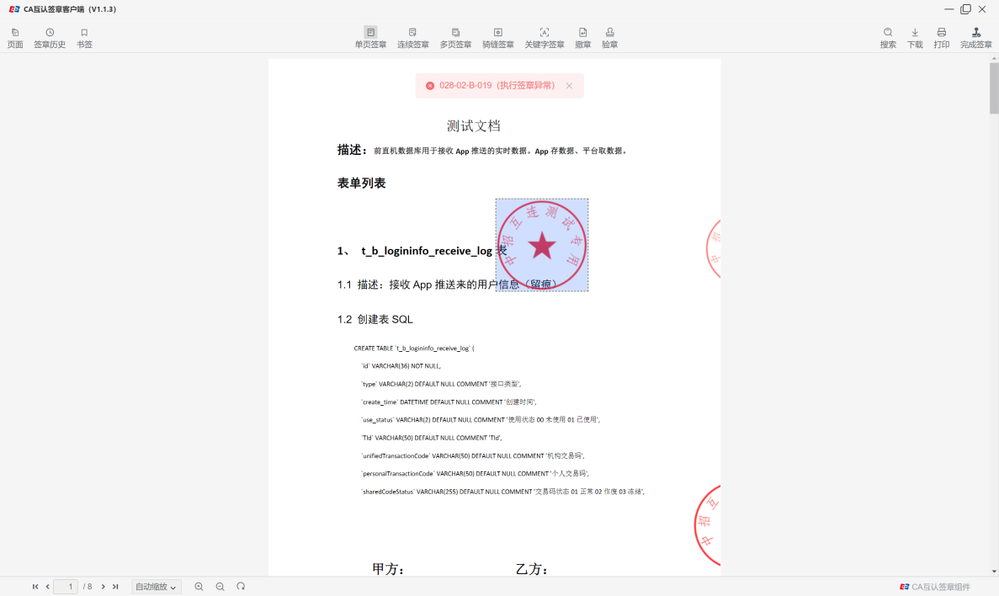 CA互认签章客户端（V1.1.3）
页面 签章历史 书签 单页签章 连续签章 多页签章 骑缝签章 关键字签章 撤章 验章 搜索 下载 打印 完成签章
028-02-B-019（执行签章异常）
测试文档
描述：前直机数据库用于接收 App 推送的实时数据。App 存数据、平台取数据。
表单列表
中招互连测试专用
中招
1、 t_b_logininfo_receive_log 表
1.1 描述：接收 App 推送来的用户信息（留痕）
1.2 创建表 SQL
CREATE TABLE `t_b_logininfo_receive_log` (
`id` VARCHAR(36) NOT NULL,
`type` VARCHAR(2) DEFAULT NULL COMMENT '接口类型',
`create_time` DATETIME DEFAULT NULL COMMENT '创建时间',
`use_status` VARCHAR(2) DEFAULT NULL COMMENT '使用状态 00 未使用 01 已使用',
`TId` VARCHAR(50) DEFAULT NULL COMMENT 'TId',
`unifiedTransactionCode` VARCHAR(50) DEFAULT NULL COMMENT '机构交易码',
`personalTransactionCode` VARCHAR(50) DEFAULT NULL COMMENT '个人交易码',
`sharedCodeStatus` VARCHAR(255) DEFAULT NULL COMMENT '交易码状态 01 正常 02 作废 03 冻结',
中招互
甲方： 乙方：
1 / 8 自动缩放 CA互认签章组件